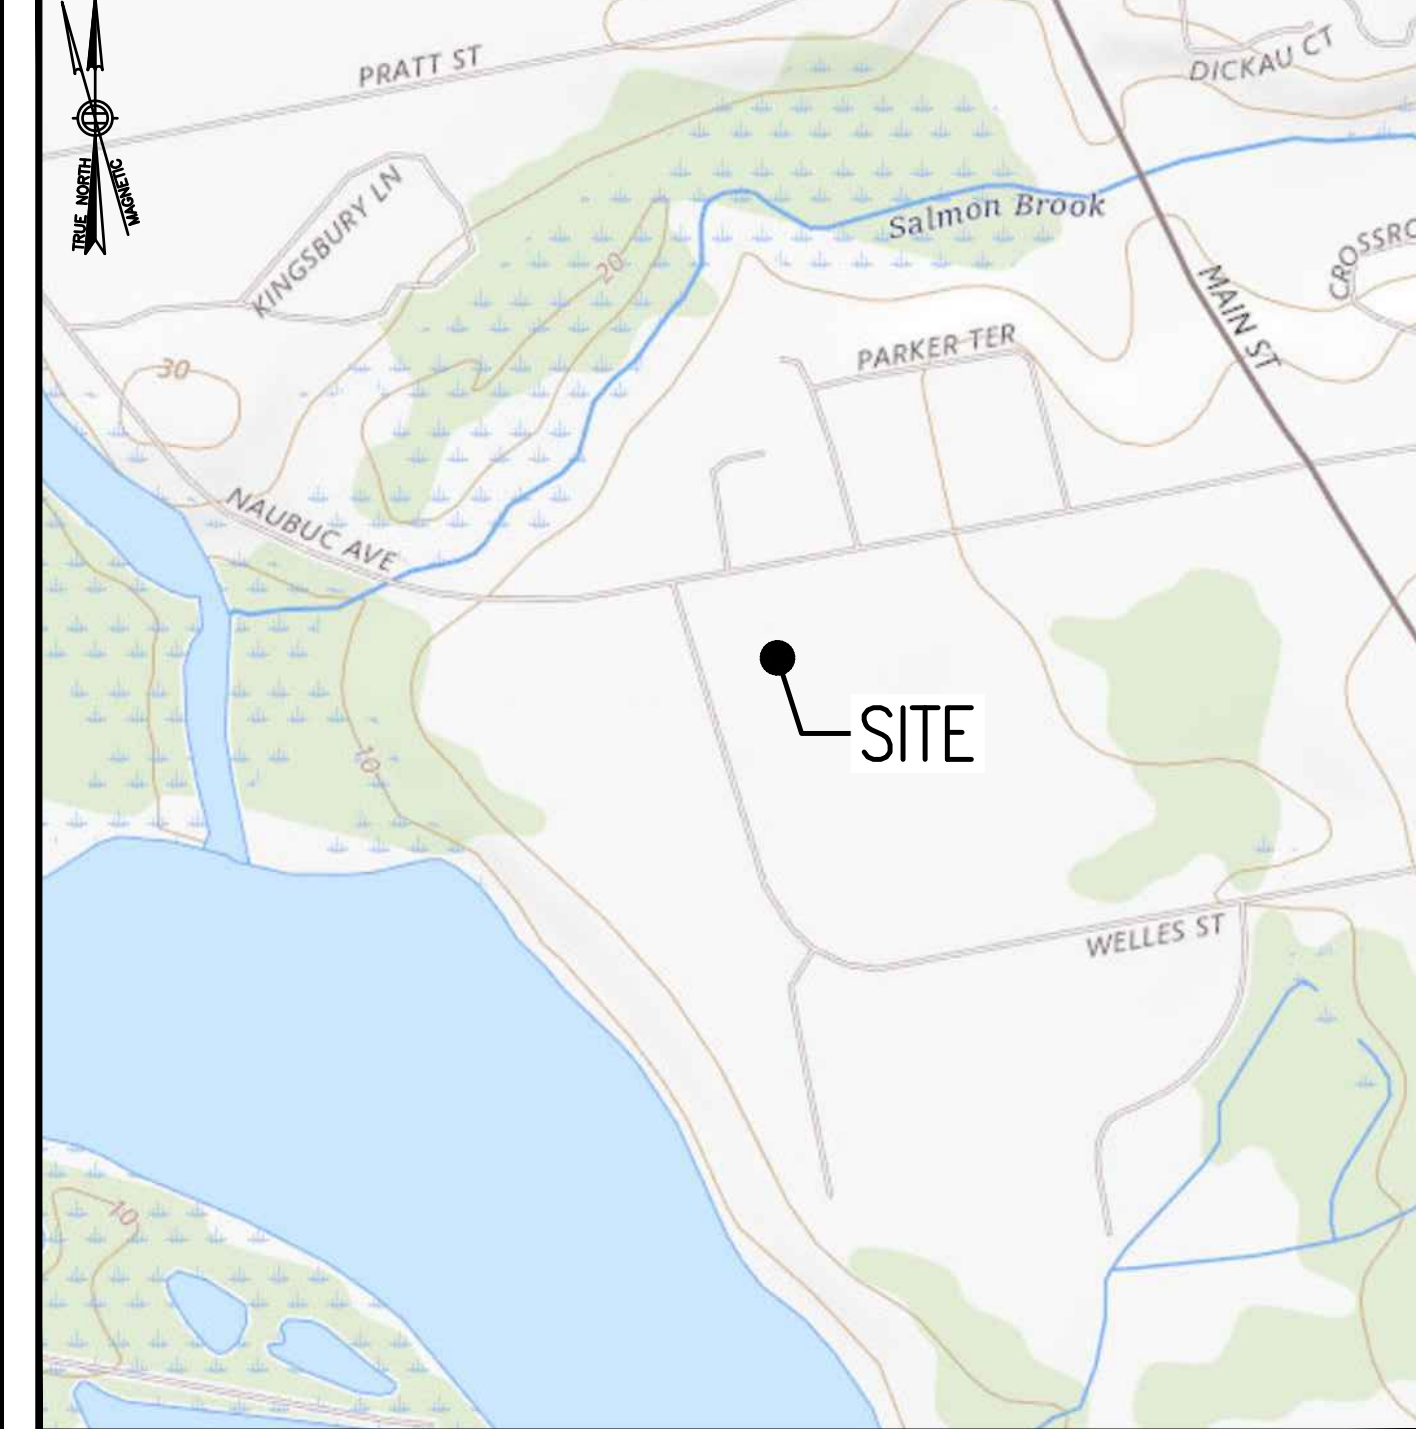 PRATT ST
DICKAU CT
TRUE NORTH
MAGNETIC
KINGSBURY LN
Salmon Brook
CROSSRO
20
MAIN ST
PARKER TER
30
NAUBUC AVE
SITE
10
WELLES ST
10